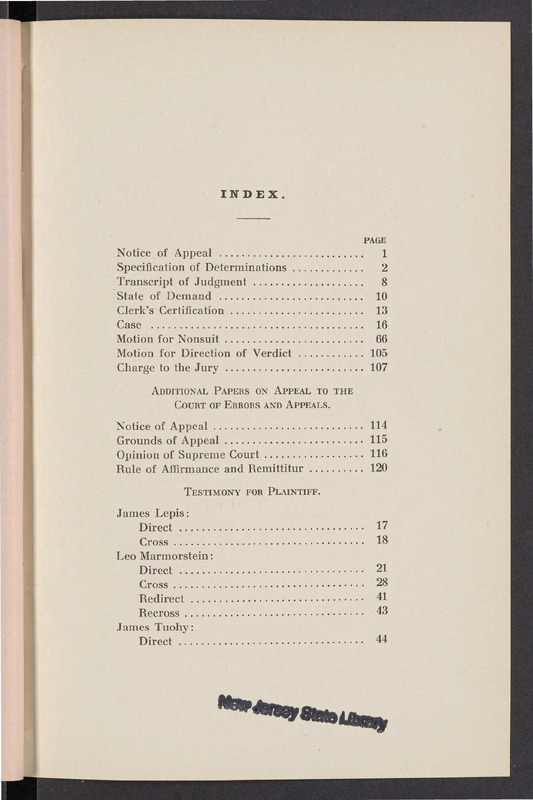 INDEX.
PAGE
Notice of Appeal .......................... 1
Specification of Determinations ............. 2
Transcript of Judgment .................... 8
State of Demand .......................... 10
Clerk's Certification ........................ 13
Case ...................................... 16
Motion for Nonsuit ......................... 66
Motion for Direction of Verdict ............ 105
Charge to the Jury ......................... 107
Additional Papers on Appeal to the
Court of Errors and Appeals.
Notice of Appeal ........................... 114
Grounds of Appeal ......................... 115
Opinion of Supreme Court .................. 116
Rule of Affirmance and Remittitur .......... 120
Testimony for Plaintiff.
James Lepis:
Direct ................................. 17
Cross .................................. 18
Leo Marmorstein:
Direct ................................. 21
Cross .................................. 28
Redirect ............................... 41
Recross ................................ 43
James Tuohy:
Direct ................................. 44
New Jersey State Library